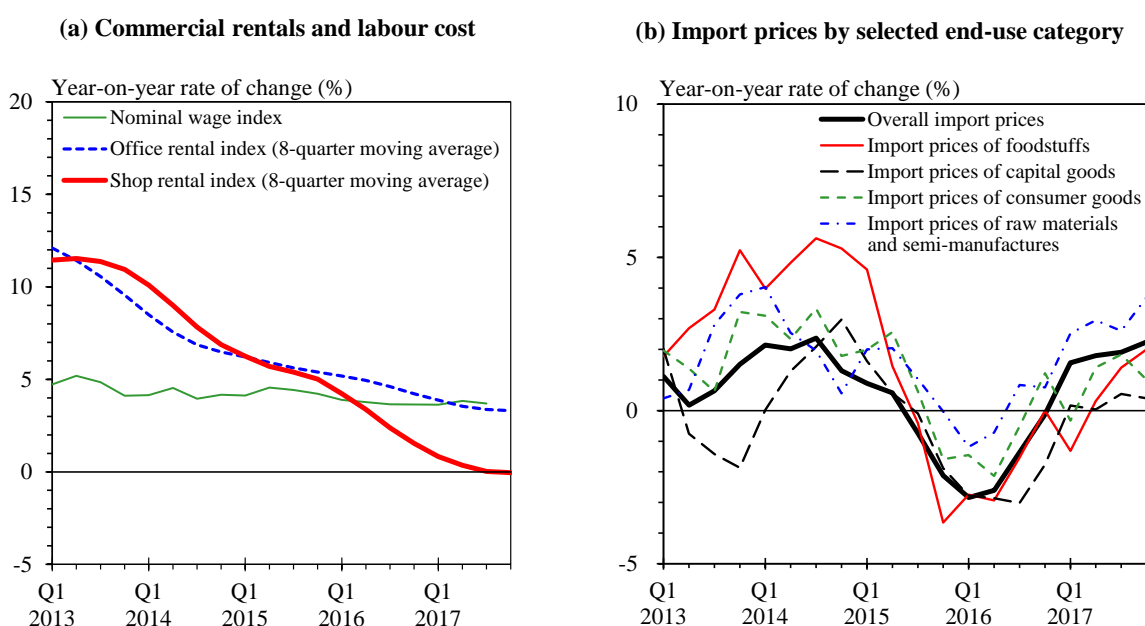 (a) Commercial rentals and labour cost
Year-on-year rate of change (%)
20
15
10
5
0
-5
Nominal wage index
Office rental index (8-quarter moving average)
Shop rental index (8-quarter moving average)
Q1 Q1 Q1 Q1 Q1
2013 2014 2015 2016 2017
(b) Import prices by selected end-use category
Year-on-year rate of change (%)
10
5
0
-5
Overall import prices
Import prices of foodstuffs
Import prices of capital goods
Import prices of consumer goods
Import prices of raw materials
and semi-manufactures
Q1 Q1 Q1 Q1 Q1
2013 2014 2015 2016 2017